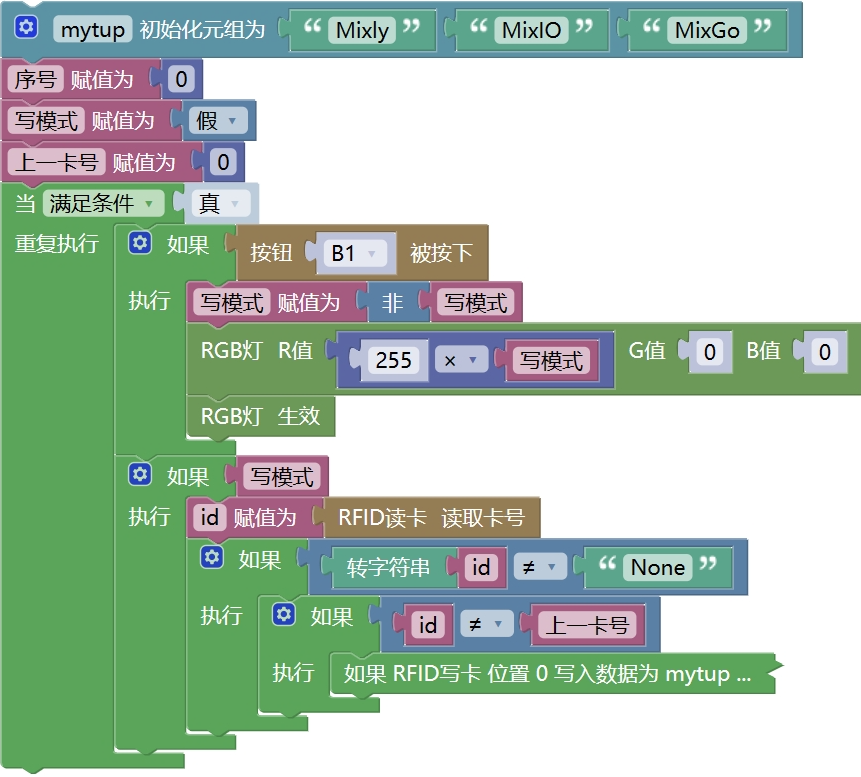 mytup 初始化元组为 “ Mixly ” “ MixIO ” “ MixGo ”
序号 赋值为 0
写模式 赋值为 假
上一卡号 赋值为 0
当 满足条件 真
重复执行 如果 按钮 B1 被按下
执行 写模式 赋值为 非 写模式
RGB灯 R值 255 × 写模式 G值 0 B值 0
RGB灯 生效
如果 写模式
执行 id 赋值为 RFID读卡 读取卡号
如果 转字符串 id ≠ “ None ”
执行 如果 id ≠ 上一卡号
执行 如果 RFID写卡 位置 0 写入数据为 mytup ...